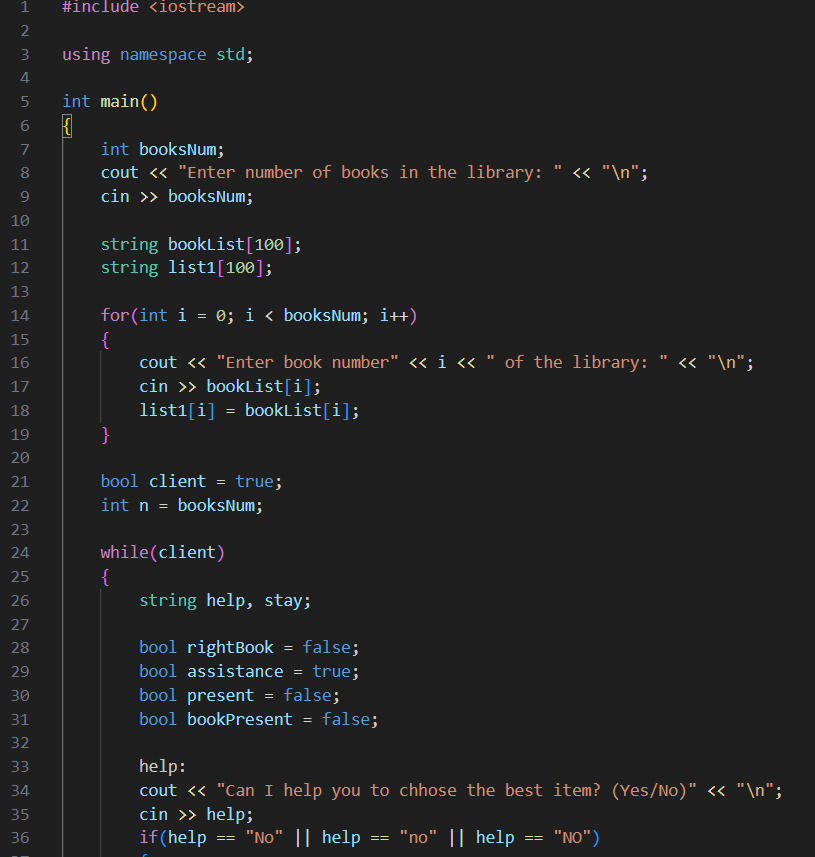 1 #include <iostream>
2
3 using namespace std;
4
5 int main()
6 {
7 int booksNum;
8 cout << "Enter number of books in the library: " << "\n";
9 cin >> booksNum;
10
11 string bookList[100];
12 string list1[100];
13
14 for(int i = 0; i < booksNum; i++)
15 {
16 cout << "Enter book number" << i << " of the library: " << "\n";
17 cin >> bookList[i];
18 list1[i] = bookList[i];
19 }
20
21 bool client = true;
22 int n = booksNum;
23
24 while(client)
25 {
26 string help, stay;
27
28 bool rightBook = false;
29 bool assistance = true;
30 bool present = false;
31 bool bookPresent = false;
32
33 help:
34 cout << "Can I help you to chhose the best item? (Yes/No)" << "\n";
35 cin >> help;
36 if(help == "No" || help == "no" || help == "NO")